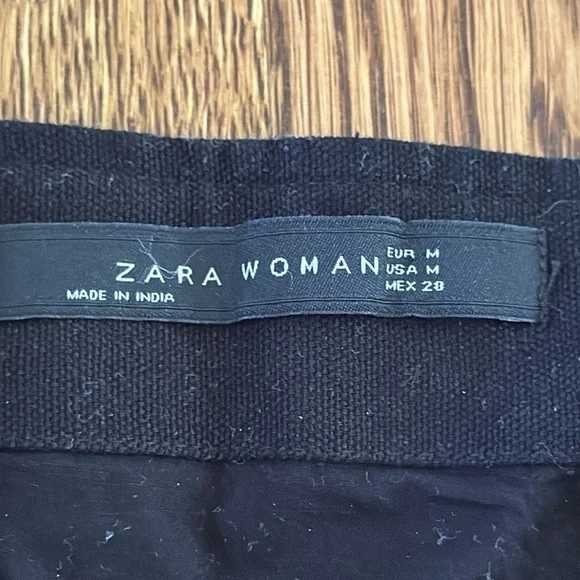 ZARA WOMAN
MADE IN INDIA
EUR M
USA M
MEX 28